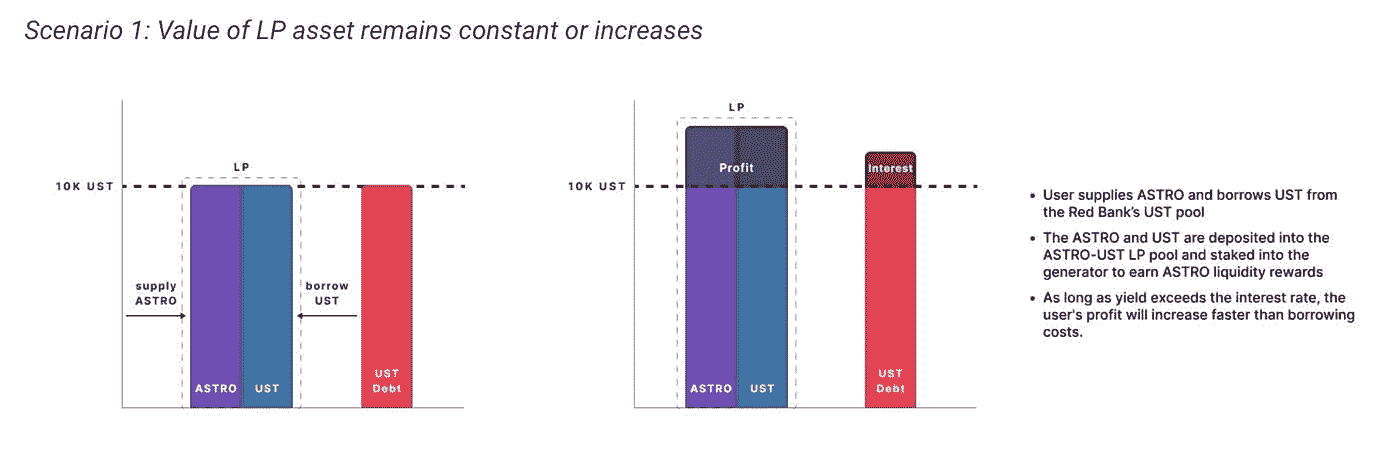 Scenario 1: Value of LP asset remains constant or increases
LP
10K UST
supply
ASTRO
borrow
UST
ASTRO
UST
UST
Debt
LP
Profit
Interest
10K UST
ASTRO
UST
UST
Debt
• User supplies ASTRO and borrows UST from
the Red Bank's UST pool
• The ASTRO and UST are deposited into the
ASTRO-UST LP pool and staked into the
generator to earn ASTRO liquidity rewards
• As long as yield exceeds the interest rate, the
user's profit will increase faster than borrowing
costs.